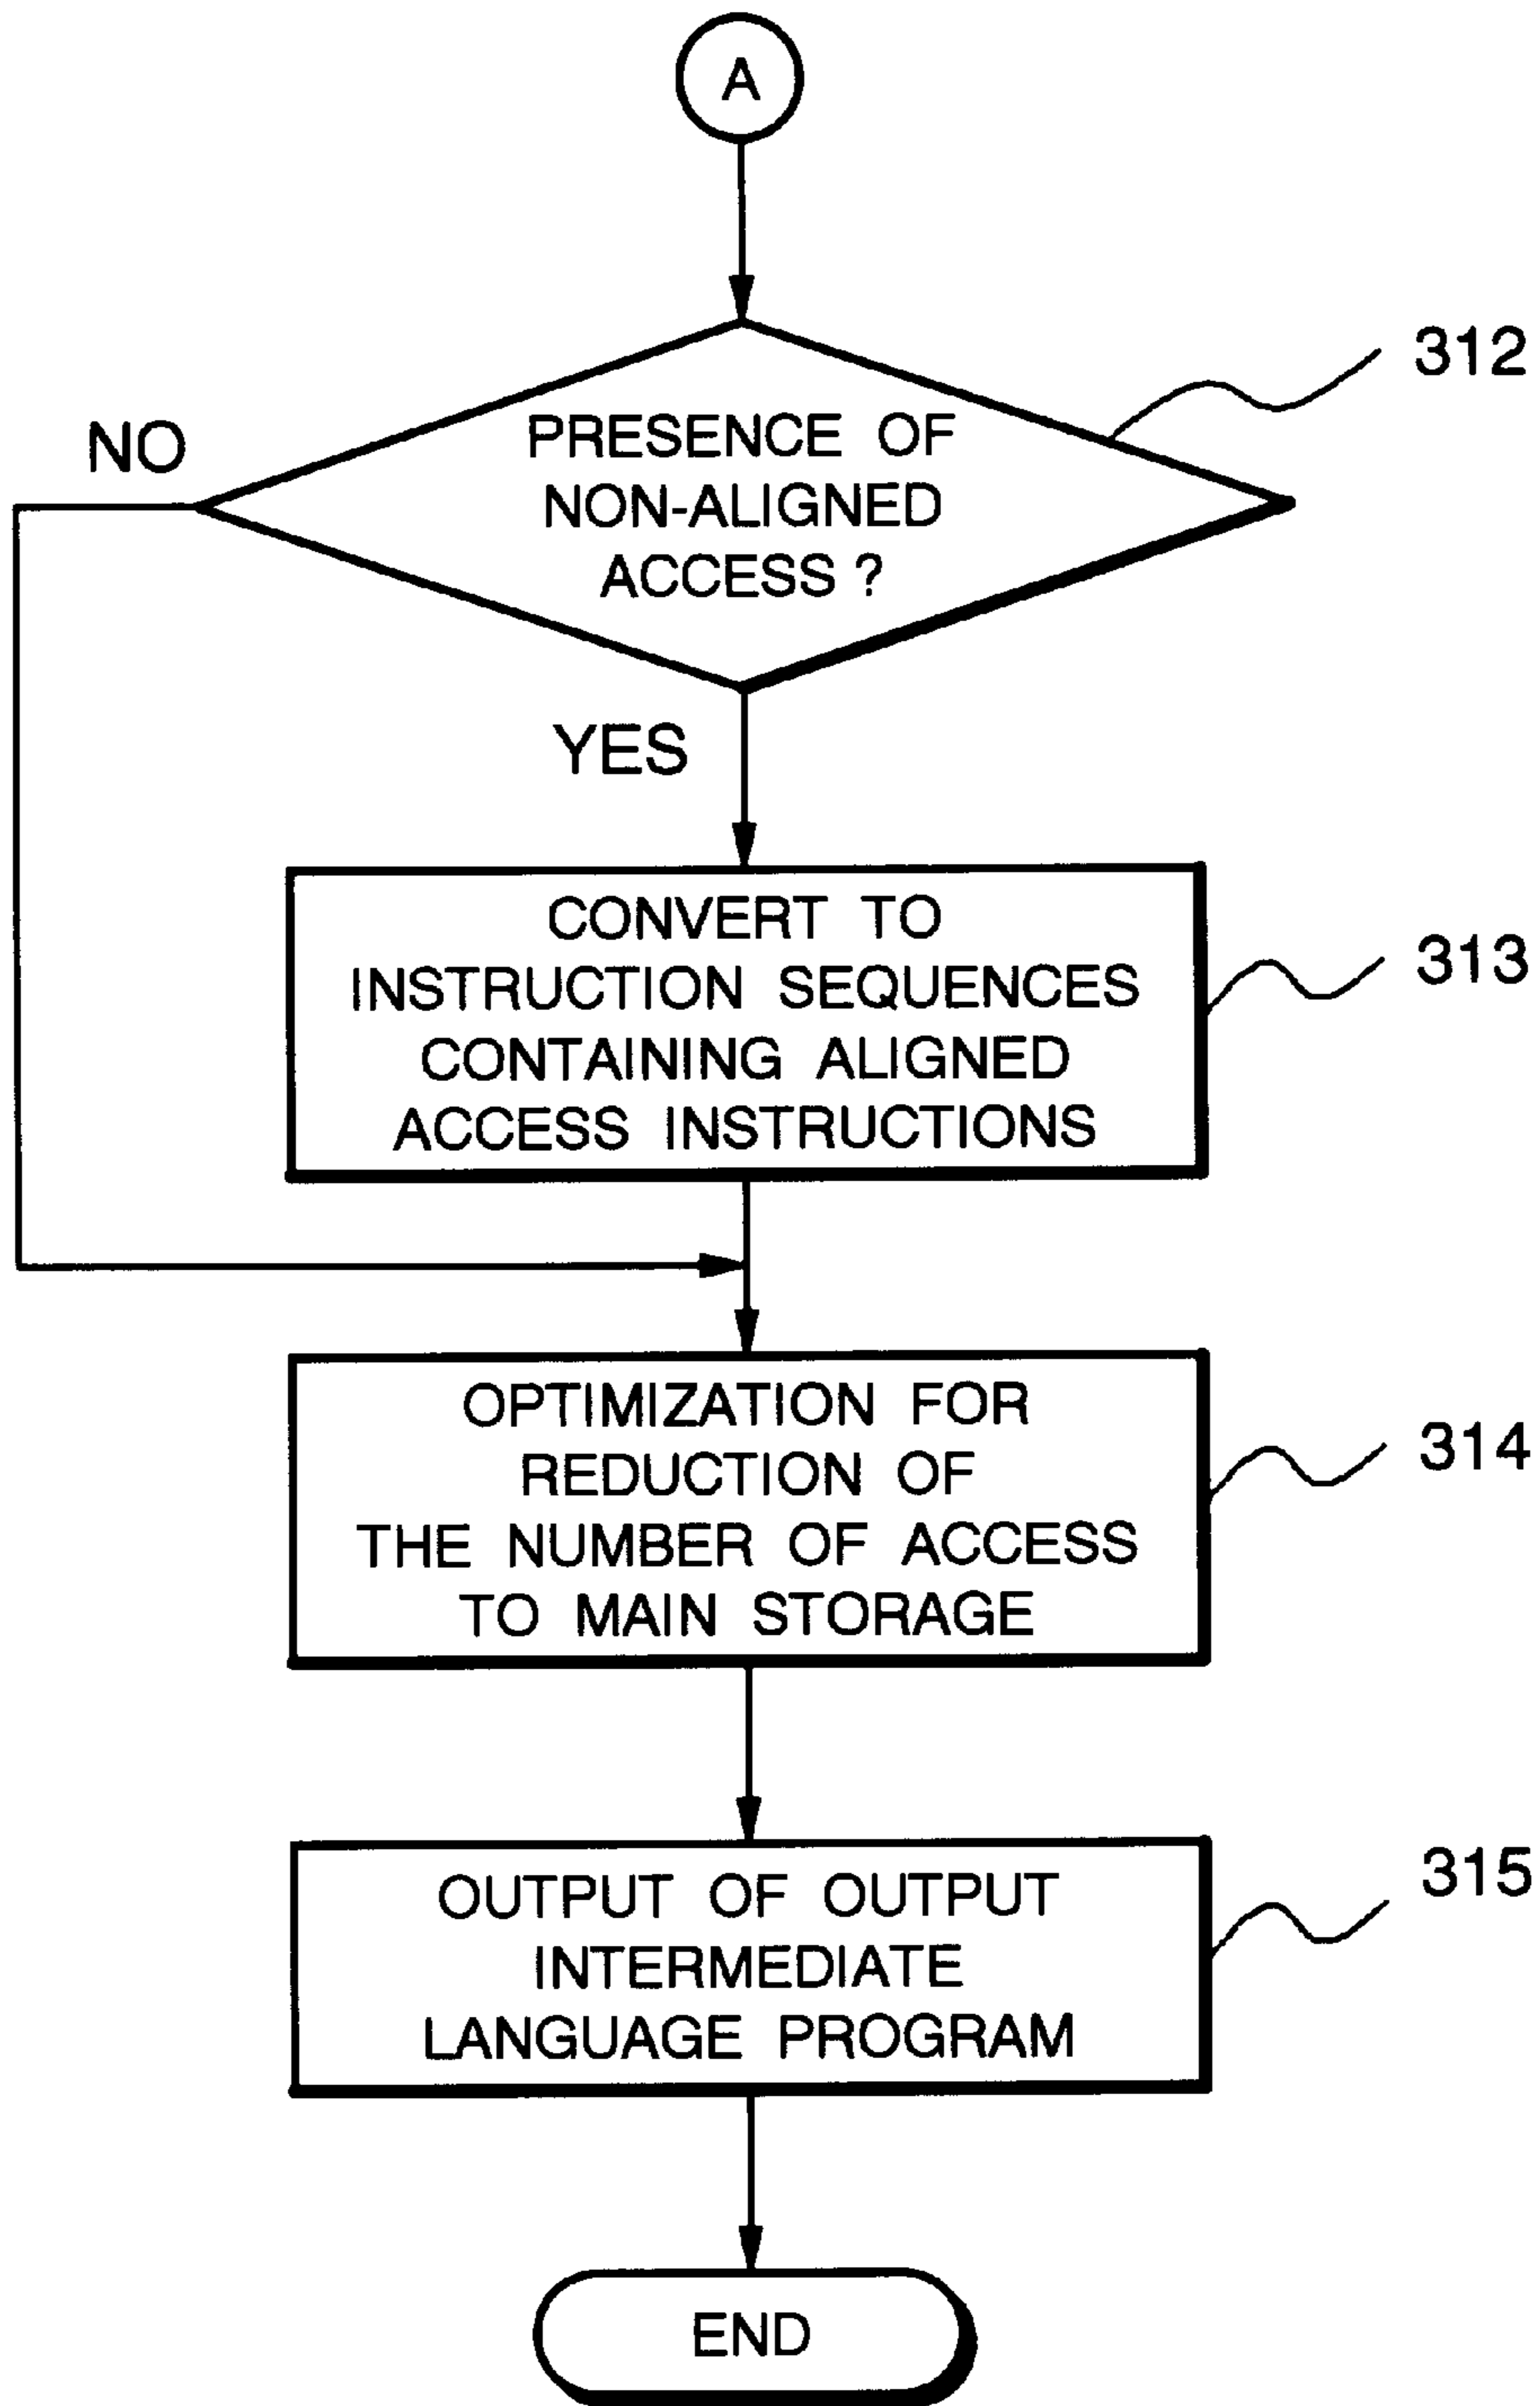 A
312
NO
PRESENCE OF
NON-ALIGNED
ACCESS ?
YES
CONVERT TO
INSTRUCTION SEQUENCES
CONTAINING ALIGNED
ACCESS INSTRUCTIONS
313
OPTIMIZATION FOR
REDUCTION OF
THE NUMBER OF ACCESS
TO MAIN STORAGE
314
OUTPUT OF OUTPUT
INTERMEDIATE
LANGUAGE PROGRAM
315
END